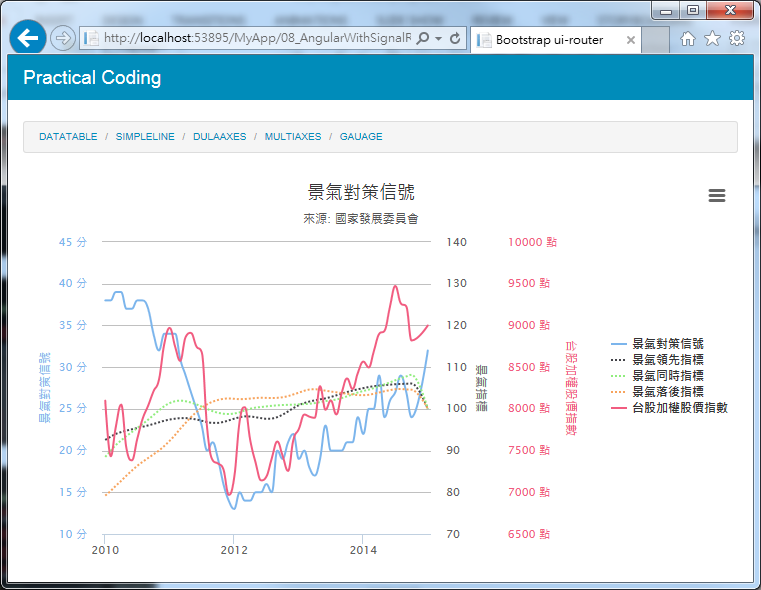 http://localhost:53895/MyApp/08_AngularWithSignalR
Bootstrap ui-router
Practical Coding
DATATABLE / SIMPLELINE / DULAAXES / MULTIAXES / GAUAGE
景氣對策信號
來源: 國家發展委員會
45 分
40 分
35 分
30 分
25 分
20 分
15 分
10 分
景氣對策信號
2010
2012
2014
140
130
120
110
100
90
80
70
景氣指標
10000 點
9500 點
9000 點
8500 點
8000 點
7500 點
7000 點
6500 點
台股加權股價指數
景氣對策信號
景氣領先指標
景氣同時指標
景氣落後指標
台股加權股價指數